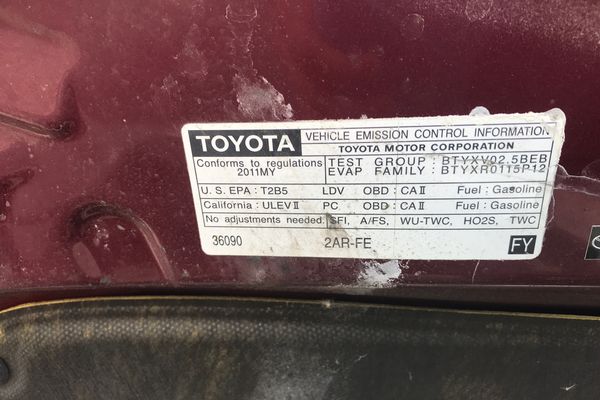 TOYOTA VEHICLE EMISSION CONTROL INFORMATION
TOYOTA MOTOR CORPORATION
Conforms to regulations TEST GROUP : BTYXV02.5BEB
2011MY EVAP FAMILY : BTYXR0115P12
U.S. EPA : T2B5 LDV OBD : CAⅡ Fuel : Gasoline
California : ULEVⅡ PC OBD : CAⅡ Fuel : Gasoline
No adjustments needed. SFI, A/FS, WU-TWC, HO2S, TWC
36090 2AR-FE FY